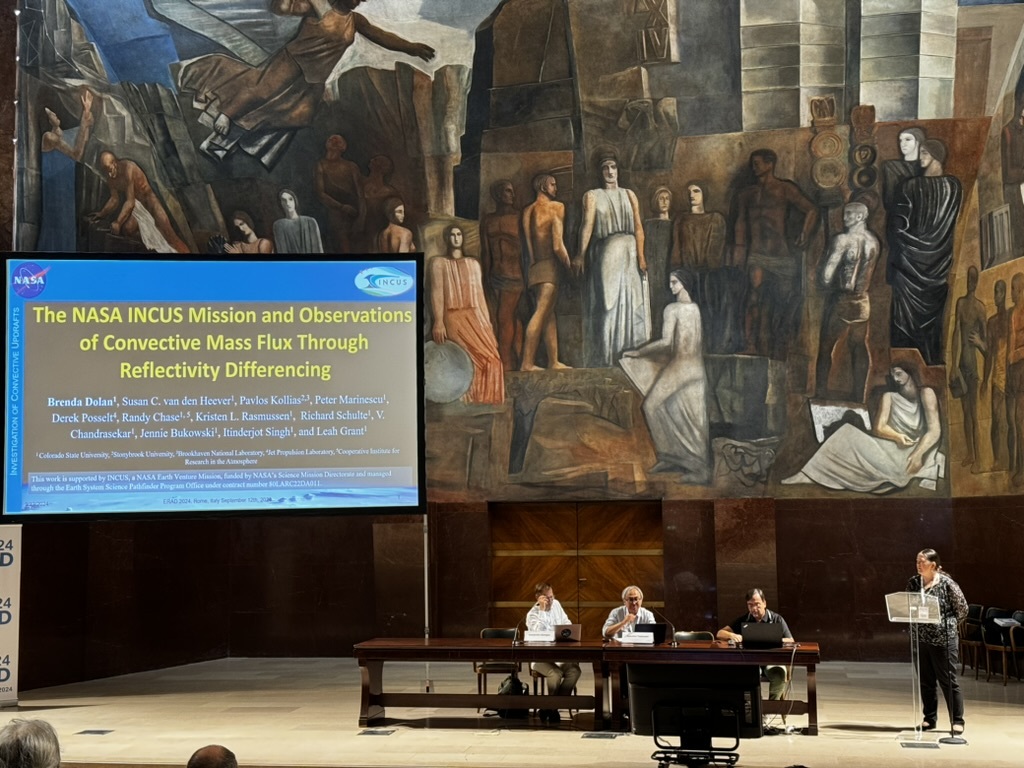 NASA
INCUS
INVESTIGATION OF CONVECTIVE UPDRAFTS
The NASA INCUS Mission and Observations
of Convective Mass Flux Through
Reflectivity Differencing
Brenda Dolan¹, Susan C. van den Heever¹, Pavlos Kollias²,³, Peter Marinescu¹,
Derek Posselt⁴, Randy Chase¹,⁵, Kristen L. Rasmussen¹, Richard Schulte¹, V.
Chandrasekar¹, Jennie Bukowski¹, Itinderjot Singh¹, and Leah Grant¹
¹Colorado State University, ²Stonybrook University, ³Brookhaven National Laboratory, ⁴Jet Propulsion Laboratory, ⁵Cooperative Institute for
Research in the Atmosphere
This work is supported by INCUS, a NASA Earth Venture Mission, funded by NASA's Science Mission Directorate and managed
through the Earth System Science Pathfinder Program Office under contract number 80LARC22DA011.
ERAD 2024, Rome, Italy September 12th, 2024
24
D
24
D
24
D
2024